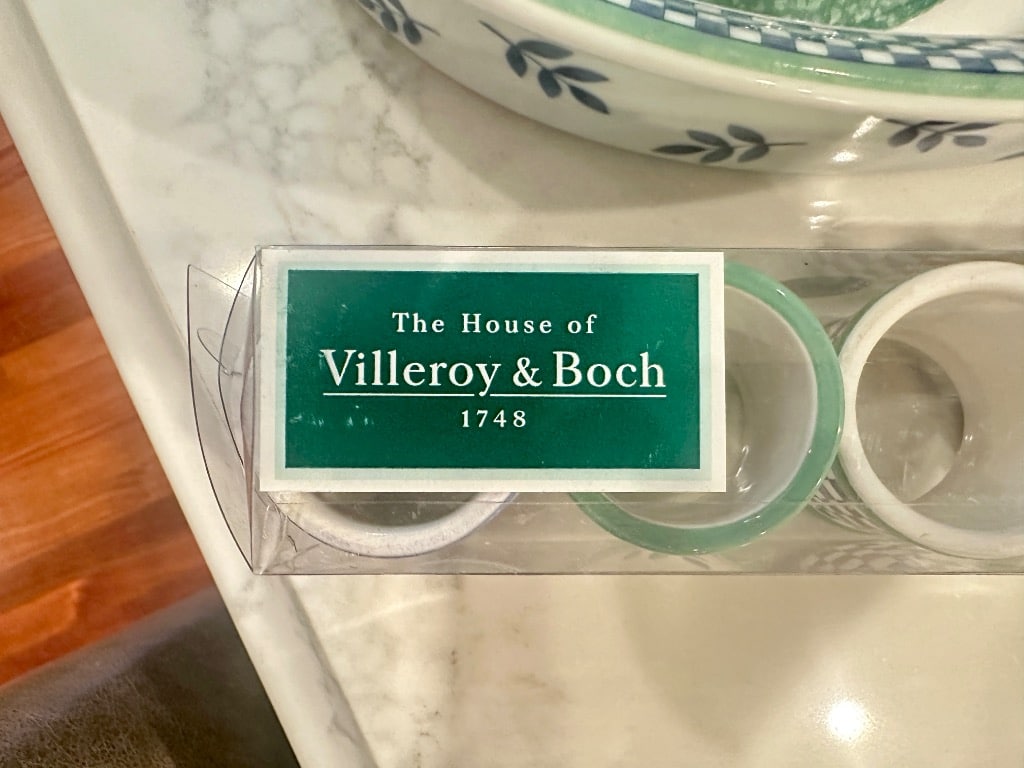 The House of
Villeroy & Boch
1748